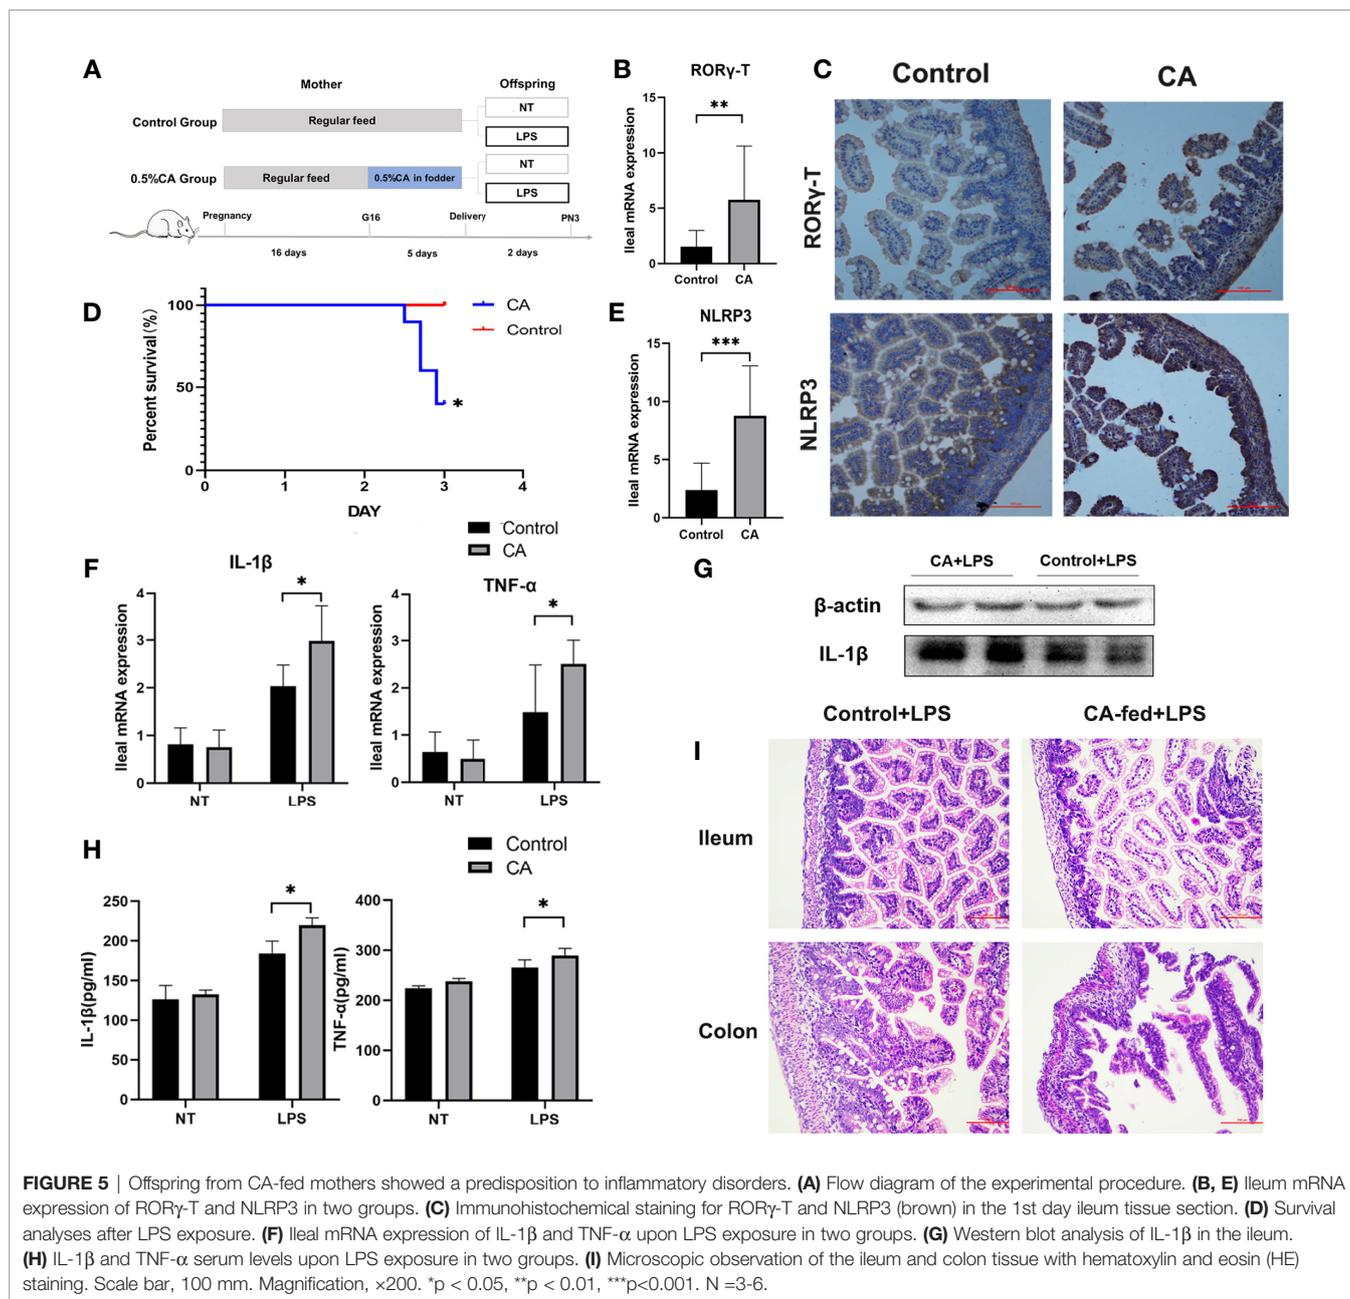 A
Mother
Offspring
Control Group
Regular feed
NT
LPS
0.5%CA Group
Regular feed
0.5%CA in fodder
NT
LPS
Pregnancy
G16
Delivery
PN3
16 days
5 days
2 days
B
RORγ-T
Ileal mRNA expression
15
10
5
0
**
Control
CA
C
Control
CA
RORγ-T
NLRP3
D
Percent survival(%)
100
50
0
0
1
2
3
4
DAY
CA
Control
*
E
NLRP3
Ileal mRNA expression
15
10
5
0
***
Control
CA
Control
CA
F
IL-1β
Ileal mRNA expression
4
3
2
1
0
*
NT
LPS
TNF-α
Ileal mRNA expression
4
3
2
1
0
*
NT
LPS
G
CA+LPS
Control+LPS
β-actin
IL-1β
H
Control
CA
IL-1β(pg/ml)
250
200
150
100
50
0
*
NT
LPS
TNF-α(pg/ml)
400
300
200
100
0
*
NT
LPS
Control+LPS
CA-fed+LPS
I
Ileum
Colon
FIGURE 5 | Offspring from CA-fed mothers showed a predisposition to inflammatory disorders. (A) Flow diagram of the experimental procedure. (B, E) Ileum mRNA
expression of RORγ-T and NLRP3 in two groups. (C) Immunohistochemical staining for RORγ-T and NLRP3 (brown) in the 1st day ileum tissue section. (D) Survival
analyses after LPS exposure. (F) Ileal mRNA expression of IL-1β and TNF-α upon LPS exposure in two groups. (G) Western blot analysis of IL-1β in the ileum.
(H) IL-1β and TNF-α serum levels upon LPS exposure in two groups. (I) Microscopic observation of the ileum and colon tissue with hematoxylin and eosin (HE)
staining. Scale bar, 100 mm. Magnification, ×200. *p < 0.05, **p < 0.01, ***p<0.001. N =3-6.